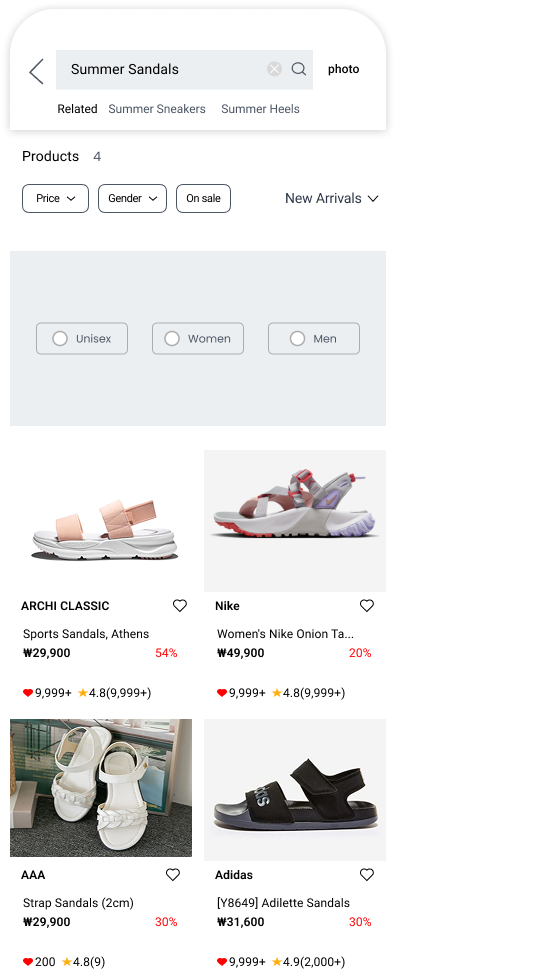 Summer Sandals
photo
Related Summer Sneakers Summer Heels
Products 4
Price Gender On sale New Arrivals
Unisex Women Men
ARCHI CLASSIC
Sports Sandals, Athens
₩29,900 54%
9,999+ 4.8(9,999+)
Nike
Women's Nike Onion Ta...
₩49,900 20%
9,999+ 4.8(9,999+)
AAA
Strap Sandals (2cm)
₩29,900 30%
200 4.8(9)
Adidas
[Y8649] Adilette Sandals
₩31,600 30%
9,999+ 4.9(2,000+)